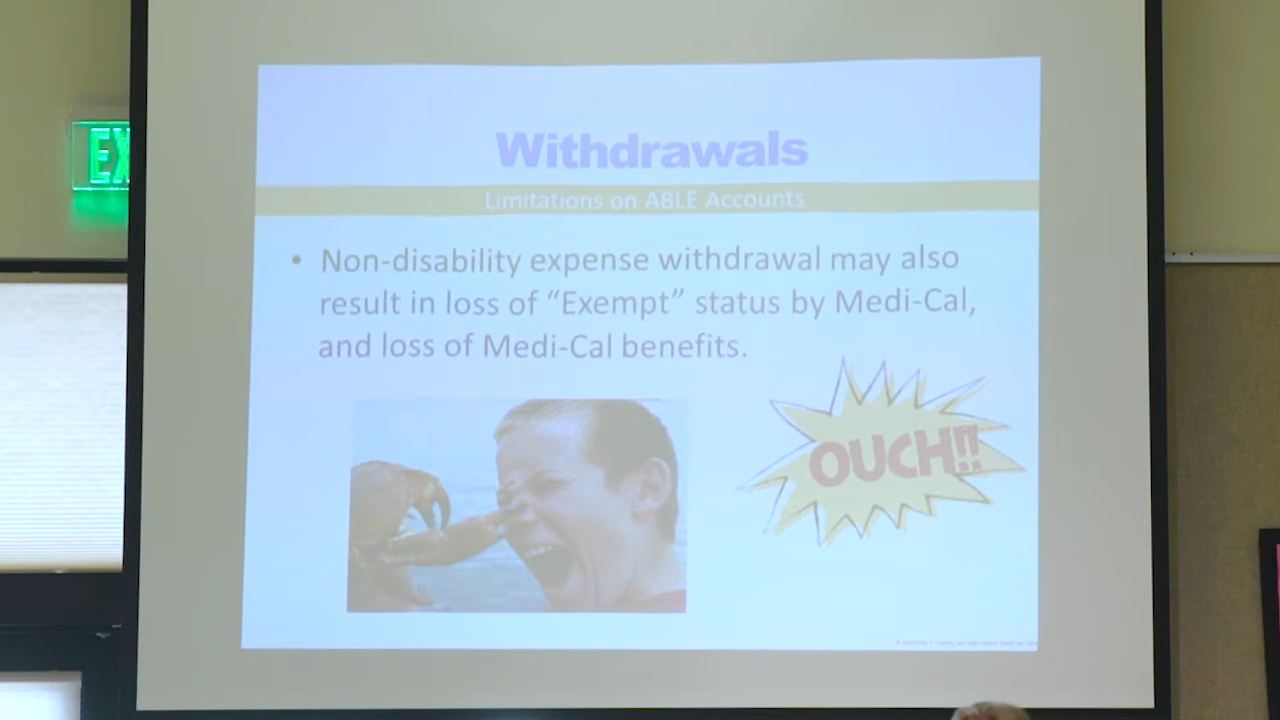 EX
Withdrawals
Limitations on ABLE Accounts
• Non-disability expense withdrawal may also
result in loss of “Exempt” status by Medi-Cal,
and loss of Medi-Cal benefits.
OUCH!!